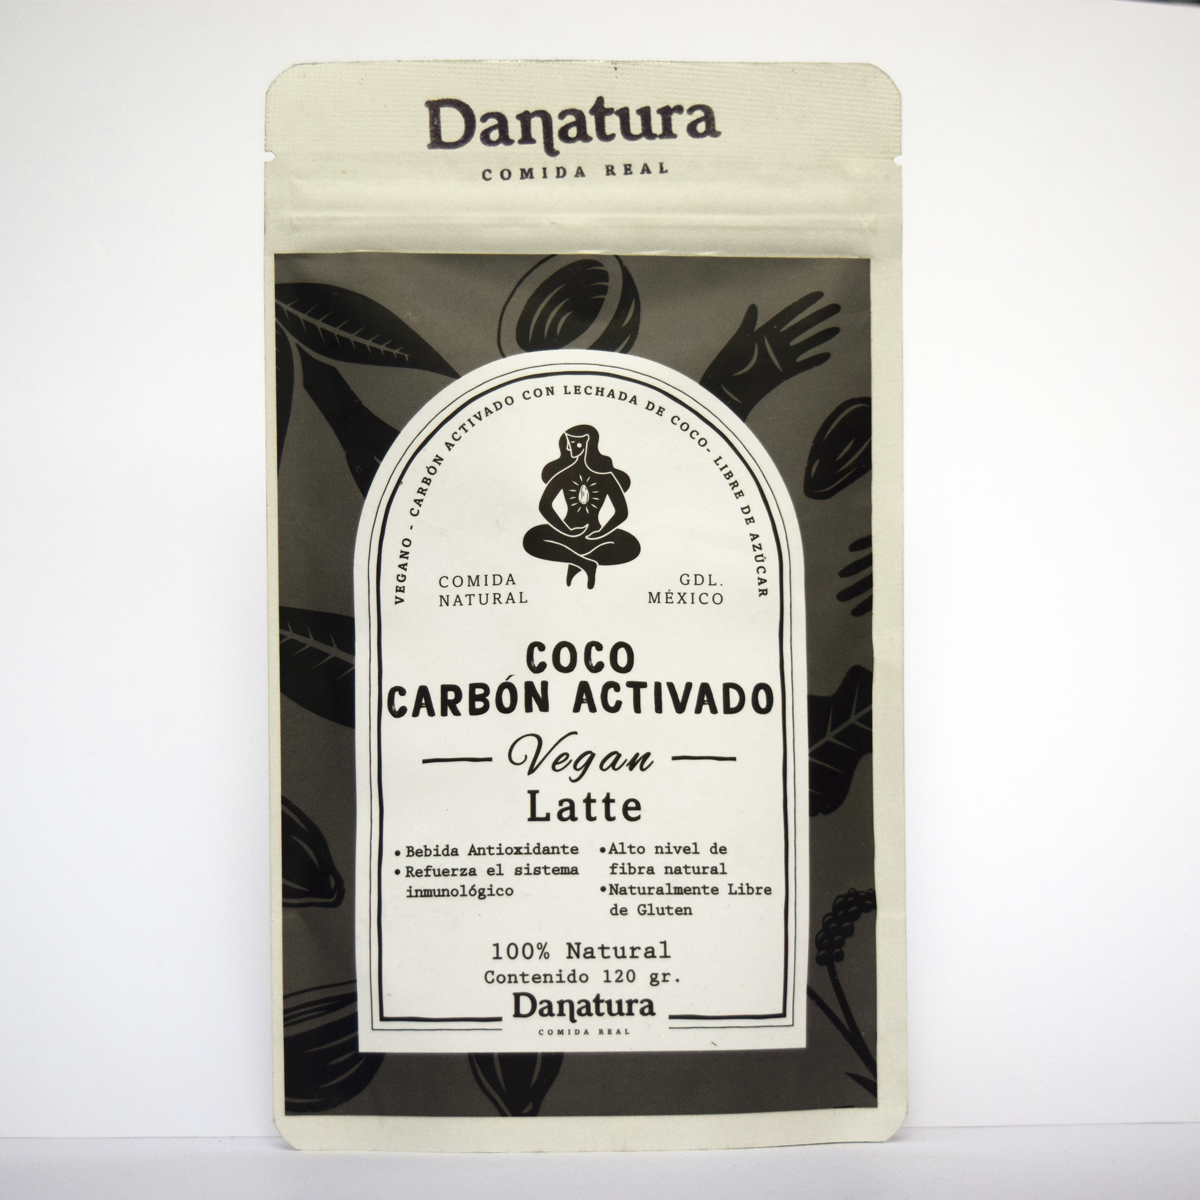 Danatura
COMIDA REAL
VEGANO - CARBÓN ACTIVADO CON LECHADA DE COCO- LIBRE DE AZÚCAR
COMIDA
NATURAL
GDL.
MÉXICO
COCO
CARBÓN ACTIVADO
Vegan
Latte
• Bebida Antioxidante
• Refuerza el sistema
inmunológico
• Alto nivel de
fibra natural
• Naturalmente Libre
de Gluten
100% Natural
Contenido 120 gr.
Danatura
COMIDA REAL